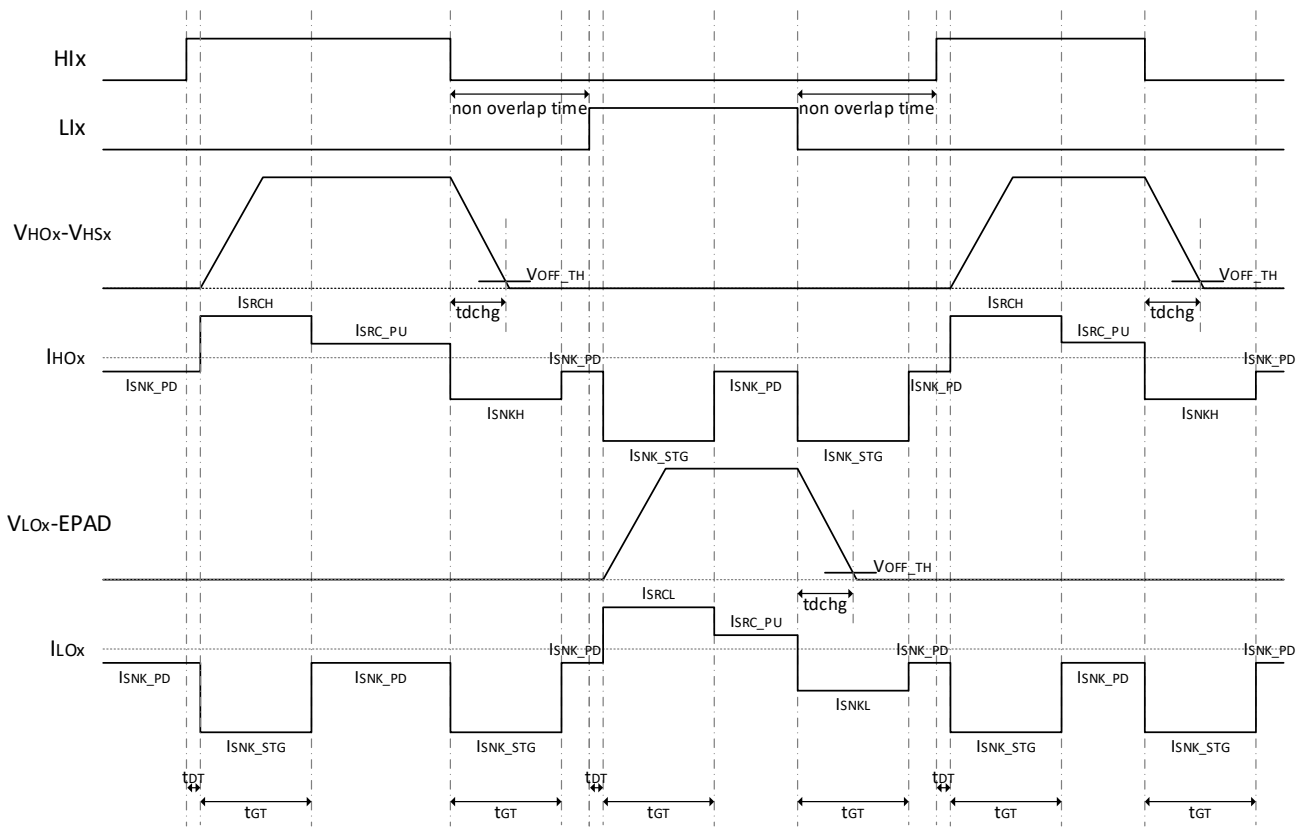 HIx
non overlap time
non overlap time
LIx
VHOx-VHSx
VOFF_TH
VOFF_TH
tdchg
tdchg
ISRCH
ISRCH
ISRC_PU
ISRC_PU
IHOx
ISNK_PD
ISNK_PD
ISNK_PD
ISNK_PD
ISNK_PD
ISNKH
ISNKH
ISNK_STG
ISNK_STG
VLOx-EPAD
VOFF_TH
tdchg
ISRCL
ISRC_PU
ILOx
ISNK_PD
ISNK_PD
ISNK_PD
ISNK_PD
ISNK_PD
ISNK_PD
ISNKL
ISNK_STG
ISNK_STG
ISNK_STG
ISNK_STG
tDT
tDT
tDT
tGT
tGT
tGT
tGT
tGT
tGT